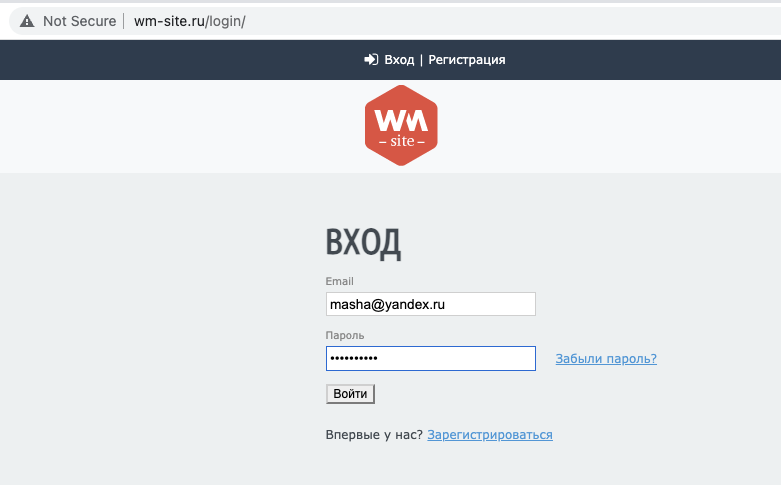 Not Secure | wm-site.ru/login/
Вход | Регистрация
WM
– site –
ВХОД
Email
masha@yandex.ru
Пароль
••••••••••
Забыли пароль?
Войти
Впервые у нас? Зарегистрироваться